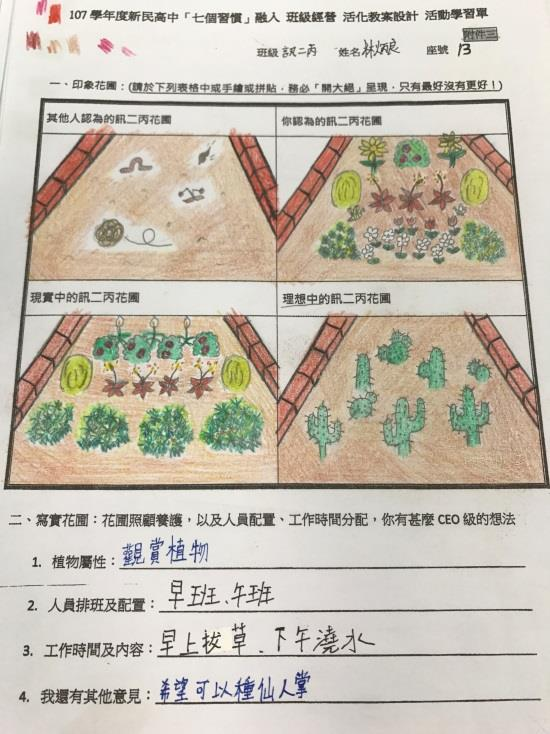 107 學年度新民高中「七個習慣」融入 班級經營 活化教案設計 活動學習單
附件三
班級 訊二丙 姓名 座號 13
一、印象花圃：(請於下列表格中或手繪或拼貼，務必「開大絕」呈現，只有最好沒有更好！)
其他人認為的訊二丙花圃
你認為的訊二丙花圃：
現實中的訊二丙花圃
理想中的訊二丙花圃
二、寫實花圃：花圃照顧養護，以及人員配置、工作時間分配，你有甚麼 CEO 級的想法
1. 植物屬性：觀賞植物
2. 人員排班及配置：早班、午班
3. 工作時間及內容：早上拔草、下午澆水
4. 我還有其他意見：希望可以種仙人掌